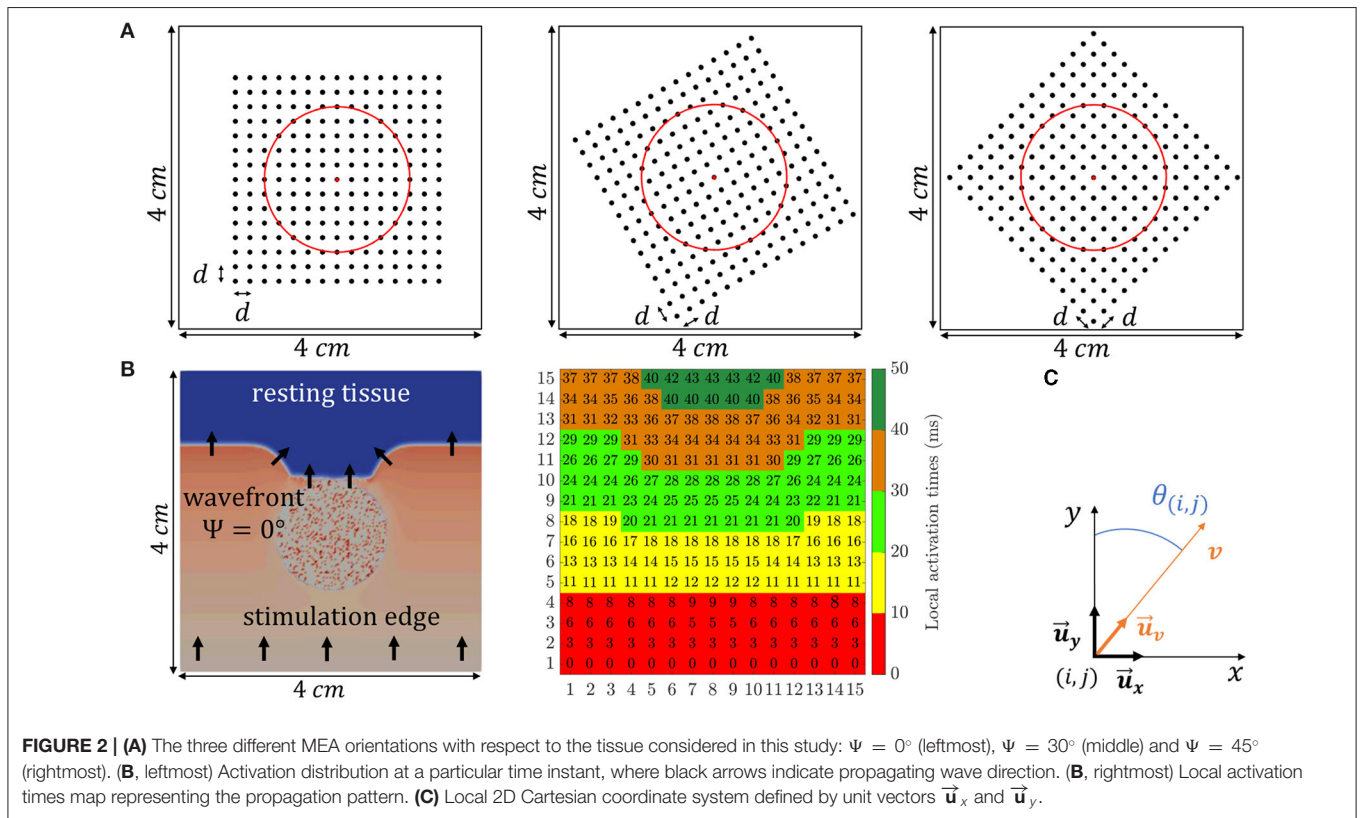 A
4 cm
d
d
4 cm
4 cm
d
d
4 cm
4 cm
d
d
4 cm
B
4 cm
resting tissue
wavefront
Ψ = 0°
stimulation edge
4 cm
15 37 37 37 38 40 42 43 43 43 42 40 38 37 37 37
14 34 34 35 36 38 40 40 40 40 40 38 36 35 34 34
13 31 31 32 33 36 37 38 38 38 37 36 34 32 31 31
12 29 29 29 31 33 34 34 34 34 34 33 31 29 29 29
11 26 27 27 29 30 31 31 31 31 31 30 29 27 26 26
10 24 24 24 26 27 28 28 28 28 28 27 26 24 24 24
9 21 21 21 23 24 25 25 25 25 24 24 23 22 21 21
8 18 18 19 20 21 21 21 21 21 21 21 20 19 18 18
7 16 16 16 17 18 18 18 18 18 18 18 17 16 16 16
6 13 13 13 14 14 15 15 15 15 15 14 14 14 13 13
5 11 11 11 11 11 12 12 12 12 12 11 11 11 11 11
4 8 8 8 8 8 8 9 9 9 8 8 8 8 8 8
3 6 6 6 6 6 6 5 5 5 6 6 6 6 6 6
2 3 3 3 3 3 3 3 3 3 3 3 3 3 3 3
1 0 0 0 0 0 0 0 0 0 0 0 0 0 0 0
1 2 3 4 5 6 7 8 9 10 11 12 13 14 15
50
40
30
20
10
0
Local activation times (ms)
C
y
θ(i,j)
v
u⃗y
u⃗v
(i,j)
u⃗x
x
FIGURE 2 | (A) The three different MEA orientations with respect to the tissue considered in this study: Ψ = 0° (leftmost), Ψ = 30° (middle) and Ψ = 45°
(rightmost). (B, leftmost) Activation distribution at a particular time instant, where black arrows indicate propagating wave direction. (B, rightmost) Local activation
times map representing the propagation pattern. (C) Local 2D Cartesian coordinate system defined by unit vectors u⃗x and u⃗y.